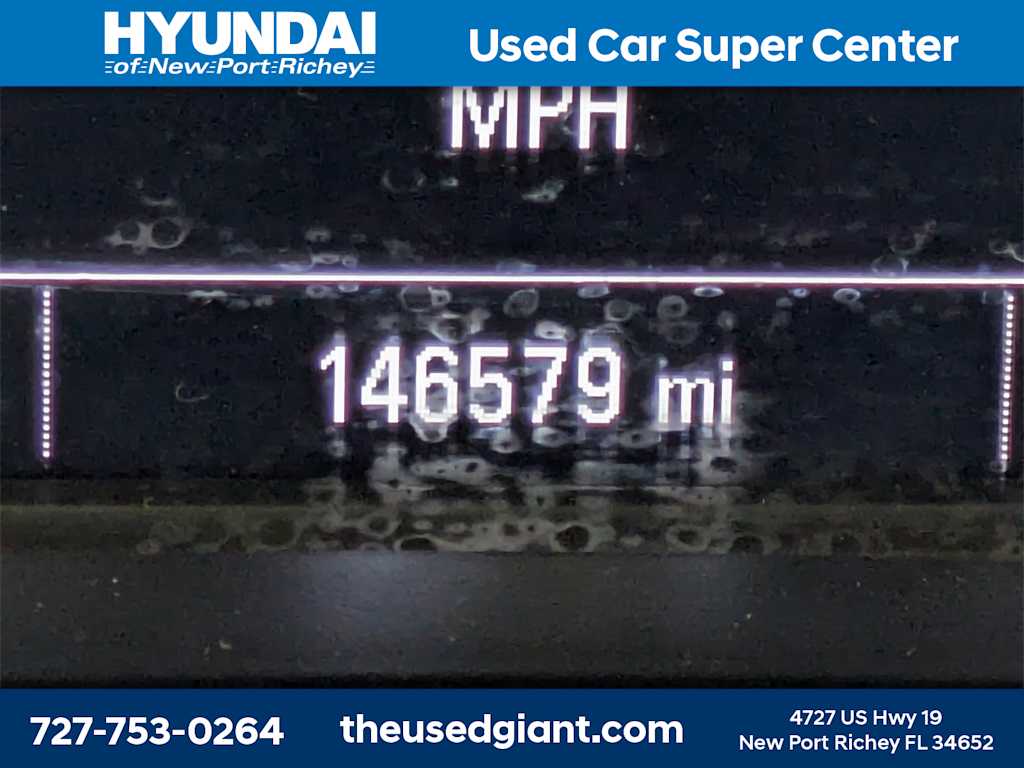 HYUNDAI
of New Port Richey
Used Car Super Center
MPH
146579 mi
727-753-0264
theusedgiant.com
4727 US Hwy 19
New Port Richey FL 34652